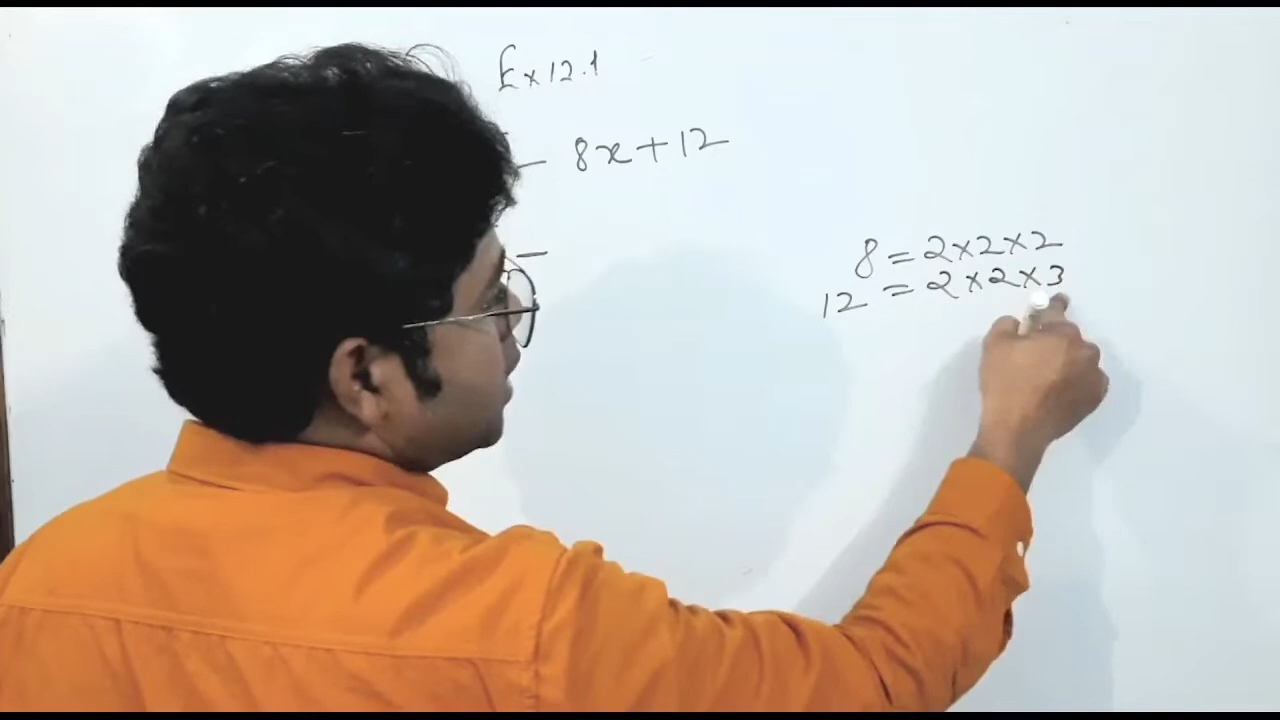 Ex 12.1
— 8x + 12
—
8 = 2 × 2 × 2
12 = 2 × 2 × 3